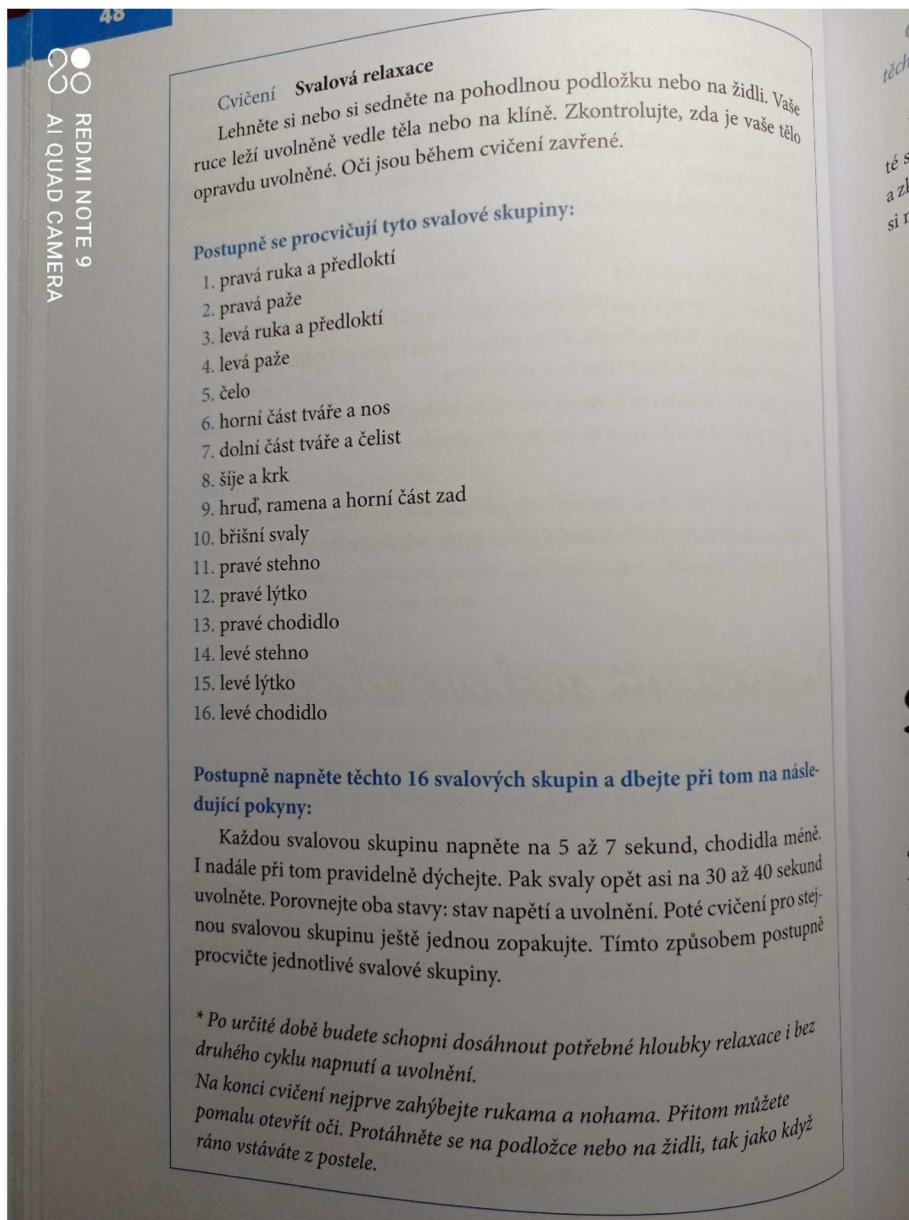 48
Cvičení Svalová relaxace
Lehněte si nebo si sedněte na pohodlnou podložku nebo na židli. Vaše
ruce leží uvolněně vedle těla nebo na klíně. Zkontrolujte, zda je vaše tělo
opravdu uvolněné. Oči jsou během cvičení zavřené.
Postupně se procvičují tyto svalové skupiny:
1. pravá ruka a předloktí
2. pravá paže
3. levá ruka a předloktí
4. levá paže
5. čelo
6. horní část tváře a nos
7. dolní část tváře a čelist
8. šíje a krk
9. hruď, ramena a horní část zad
10. břišní svaly
11. pravé stehno
12. pravé lýtko
13. pravé chodidlo
14. levé stehno
15. levé lýtko
16. levé chodidlo
Postupně napněte těchto 16 svalových skupin a dbejte při tom na násle-
dující pokyny:
Každou svalovou skupinu napněte na 5 až 7 sekund, chodidla méně.
I nadále při tom pravidelně dýchejte. Pak svaly opět asi na 30 až 40 sekund
uvolněte. Porovnejte oba stavy: stav napětí a uvolnění. Poté cvičení pro stej-
nou svalovou skupinu ještě jednou zopakujte. Tímto způsobem postupně
procvičte jednotlivé svalové skupiny.
* Po určité době budete schopni dosáhnout potřebné hloubky relaxace i bez
druhého cyklu napnutí a uvolnění.
Na konci cvičení nejprve zahýbejte rukama a nohama. Přitom můžete
pomalu otevřít oči. Protáhněte se na podložce nebo na židli, tak jako když
ráno vstáváte z postele.
těch
té s
si
REDMI NOTE 9
AI QUAD CAMERA